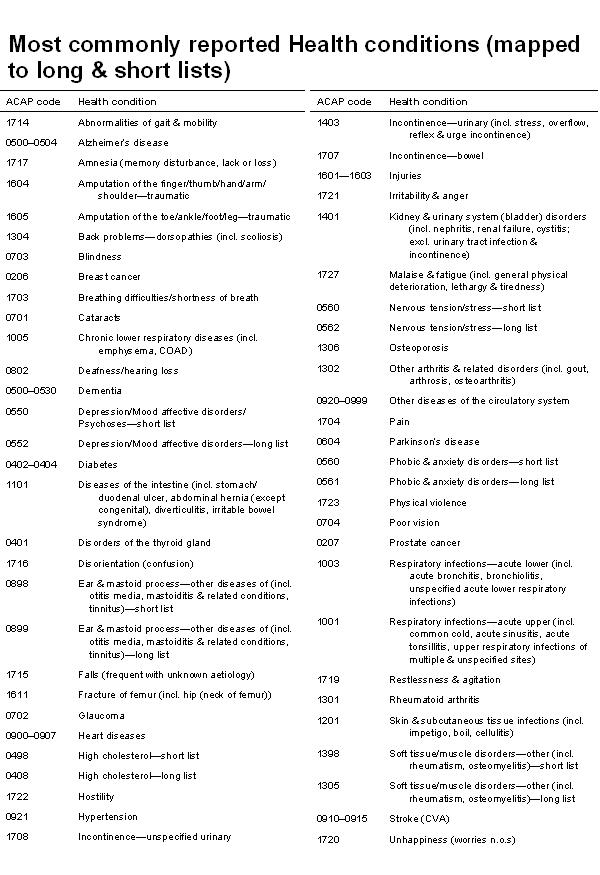 Most commonly reported Health conditions (mapped
to long & short lists)
ACAP code Health condition
1714 Abnormalities of gait & mobility
0500–0504 Alzheimer's disease
1717 Amnesia (memory disturbance, lack or loss)
1604 Amputation of the finger/thumb/hand/arm/
shoulder—traumatic
1605 Amputation of the toe/ankle/foot/leg—traumatic
1304 Back problems—dorsopathies (incl. scoliosis)
0703 Blindness
0206 Breast cancer
1703 Breathing difficulties/shortness of breath
0701 Cataracts
1005 Chronic lower respiratory diseases (incl.
emphysema, COAD)
0802 Deafness/hearing loss
0500–0530 Dementia
0550 Depression/Mood affective disorders/
Psychoses—short list
0552 Depression/Mood affective disorders—long list
0402–0404 Diabetes
1101 Diseases of the intestine (incl. stomach/
duodenal ulcer, abdominal hernia (except
congenital), diverticulitis, irritable bowel
syndrome)
0401 Disorders of the thyroid gland
1716 Disorientation (confusion)
0898 Ear & mastoid process—other diseases of (incl.
otitis media, mastoiditis & related conditions,
tinnitus)—short list
0899 Ear & mastoid process—other diseases of (incl.
otitis media, mastoiditis & related conditions,
tinnitus)—long list
1715 Falls (frequent with unknown aetiology)
1611 Fracture of femur (incl. hip (neck of femur))
0702 Glaucoma
0900–0907 Heart diseases
0498 High cholesterol—short list
0408 High cholesterol—long list
1722 Hostility
0921 Hypertension
1708 Incontinence—unspecified urinary
ACAP code Health condition
1403 Incontinence—urinary (incl. stress, overflow,
reflex & urge incontinence)
1707 Incontinence—bowel
1601—1603 Injuries
1721 Irritability & anger
1401 Kidney & urinary system (bladder) disorders
(incl. nephritis, renal failure, cystitis;
excl. urinary tract infection &
incontinence)
1727 Malaise & fatigue (incl. general physical
deterioration, lethargy & tiredness)
0560 Nervous tension/stress—short list
0562 Nervous tension/stress—long list
1306 Osteoporosis
1302 Other arthritis & related disorders (incl. gout,
arthrosis, osteoarthritis)
0920–0999 Other diseases of the circulatory system
1704 Pain
0604 Parkinson's disease
0560 Phobic & anxiety disorders—short list
0561 Phobic & anxiety disorders—long list
1723 Physical violence
0704 Poor vision
0207 Prostate cancer
1003 Respiratory infections—acute lower (incl.
acute bronchitis, bronchiolitis,
unspecified acute lower respiratory
infections)
1001 Respiratory infections—acute upper (incl.
common cold, acute sinusitis, acute
tonsillitis, upper respiratory infections of
multiple & unspecified sites)
1719 Restlessness & agitation
1301 Rheumatoid arthritis
1201 Skin & subcutaneous tissue infections (incl.
impetigo, boil, cellulitis)
1398 Soft tissue/muscle disorders—other (incl.
rheumatism, osteomyelitis)—short list
1305 Soft tissue/muscle disorders—other (incl.
rheumatism, osteomyelitis)—long list
0910–0915 Stroke (CVA)
1720 Unhappiness (worries n.o.s)